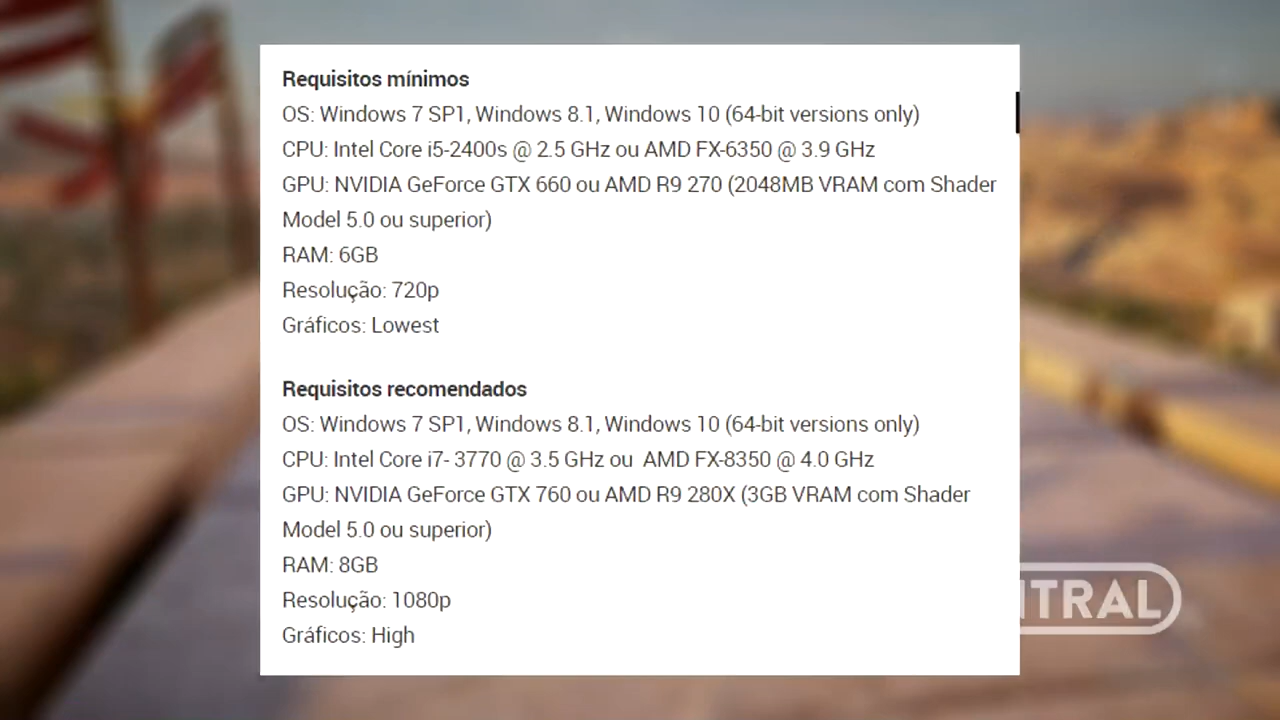 Requisitos mínimos
OS: Windows 7 SP1, Windows 8.1, Windows 10 (64-bit versions only)
CPU: Intel Core i5-2400s @ 2.5 GHz ou AMD FX-6350 @ 3.9 GHz
GPU: NVIDIA GeForce GTX 660 ou AMD R9 270 (2048MB VRAM com Shader
Model 5.0 ou superior)
RAM: 6GB
Resolução: 720p
Gráficos: Lowest
Requisitos recomendados
OS: Windows 7 SP1, Windows 8.1, Windows 10 (64-bit versions only)
CPU: Intel Core i7- 3770 @ 3.5 GHz ou  AMD FX-8350 @ 4.0 GHz
GPU: NVIDIA GeForce GTX 760 ou AMD R9 280X (3GB VRAM com Shader
Model 5.0 ou superior)
RAM: 8GB
Resolução: 1080p
Gráficos: High